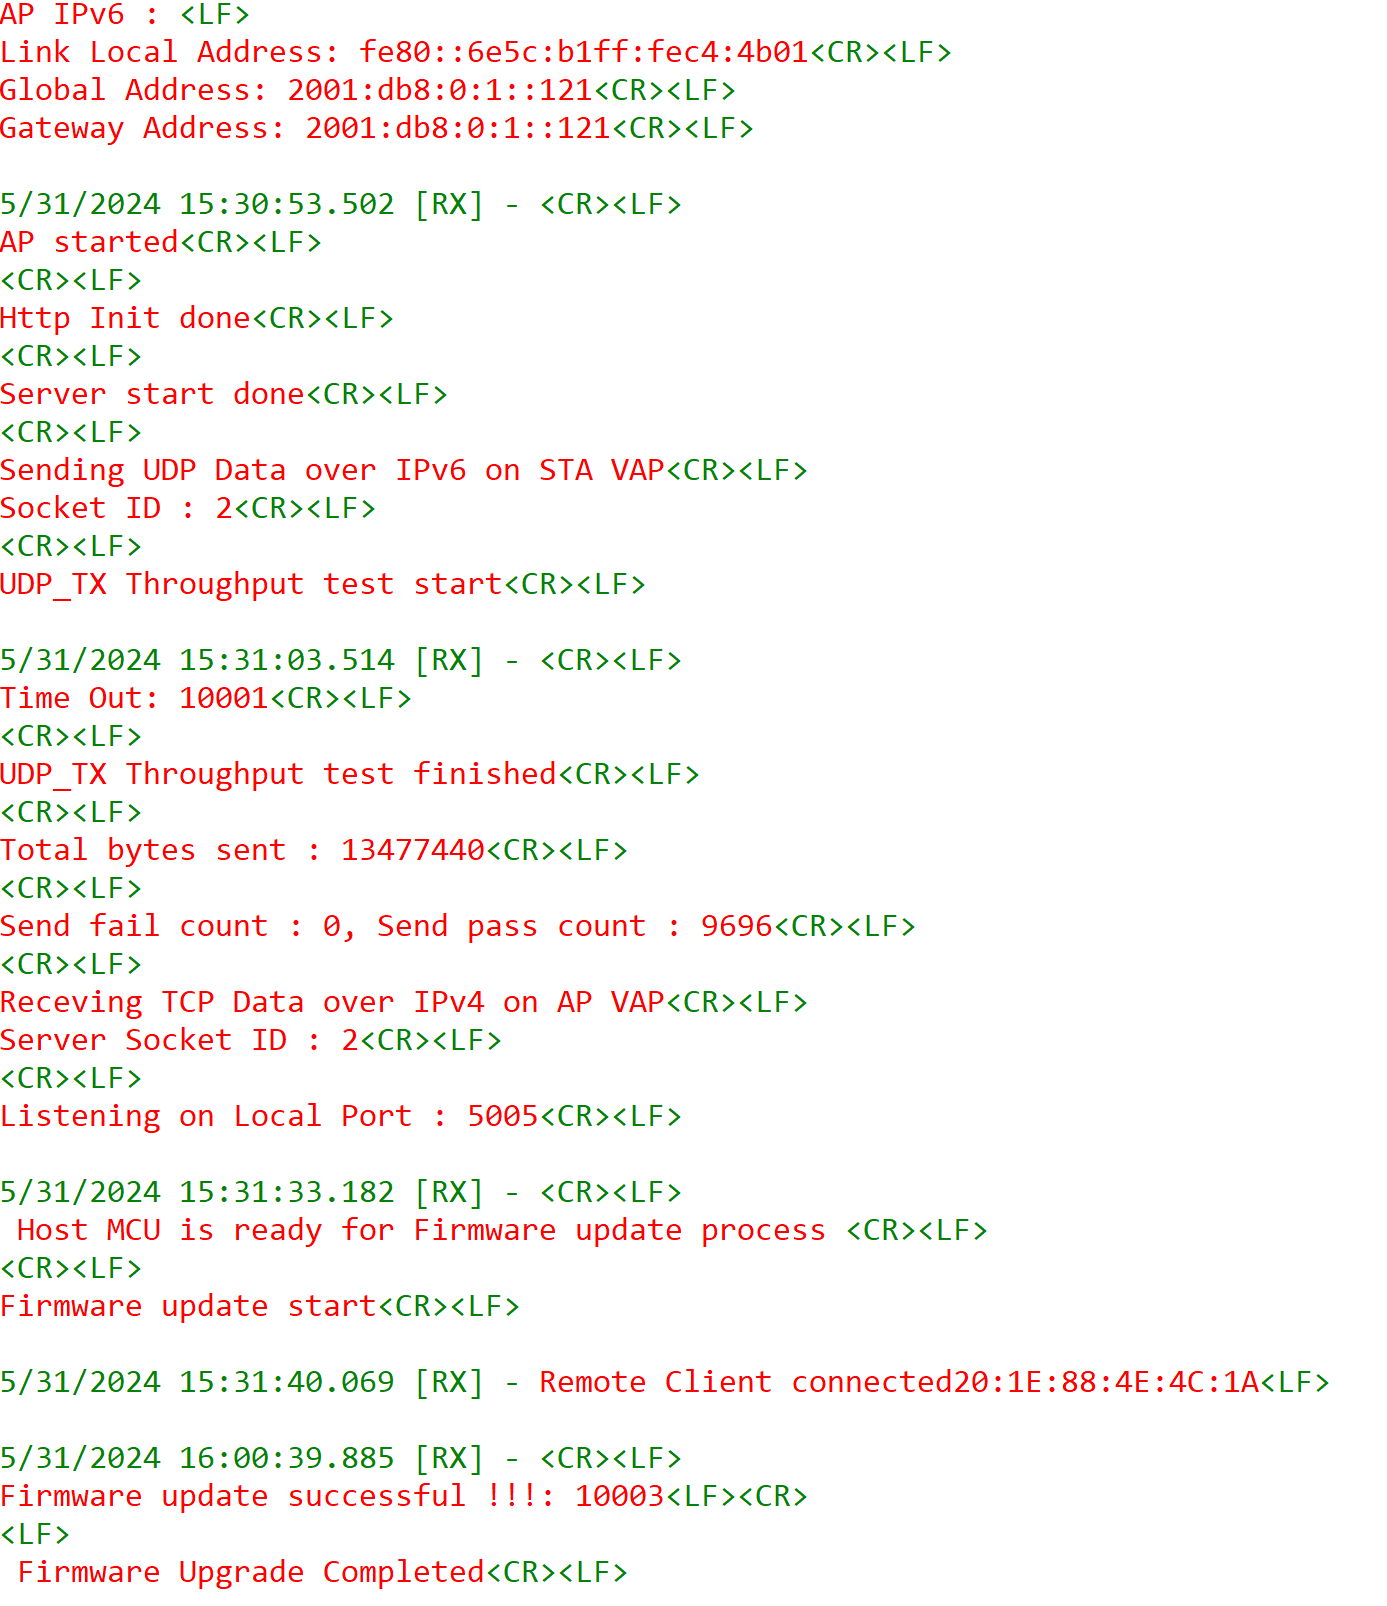 AP IPv6 : <LF>
Link Local Address: fe80::6e5c:b1ff:fec4:4b01<CR><LF>
Global Address: 2001:db8:0:1::121<CR><LF>
Gateway Address: 2001:db8:0:1::121<CR><LF>
5/31/2024 15:30:53.502 [RX] - <CR><LF>
AP started<CR><LF>
<CR><LF>
Http Init done<CR><LF>
<CR><LF>
Server start done<CR><LF>
<CR><LF>
Sending UDP Data over IPv6 on STA VAP<CR><LF>
Socket ID : 2<CR><LF>
<CR><LF>
UDP_TX Throughput test start<CR><LF>
5/31/2024 15:31:03.514 [RX] - <CR><LF>
Time Out: 10001<CR><LF>
<CR><LF>
UDP_TX Throughput test finished<CR><LF>
<CR><LF>
Total bytes sent : 13477440<CR><LF>
<CR><LF>
Send fail count : 0, Send pass count : 9696<CR><LF>
<CR><LF>
Receving TCP Data over IPv4 on AP VAP<CR><LF>
Server Socket ID : 2<CR><LF>
<CR><LF>
Listening on Local Port : 5005<CR><LF>
5/31/2024 15:31:33.182 [RX] - <CR><LF>
 Host MCU is ready for Firmware update process <CR><LF>
<CR><LF>
Firmware update start<CR><LF>
5/31/2024 15:31:40.069 [RX] - Remote Client connected20:1E:88:4E:4C:1A<LF>
5/31/2024 16:00:39.885 [RX] - <CR><LF>
Firmware update successful !!!: 10003<LF><CR>
<LF>
 Firmware Upgrade Completed<CR><LF>